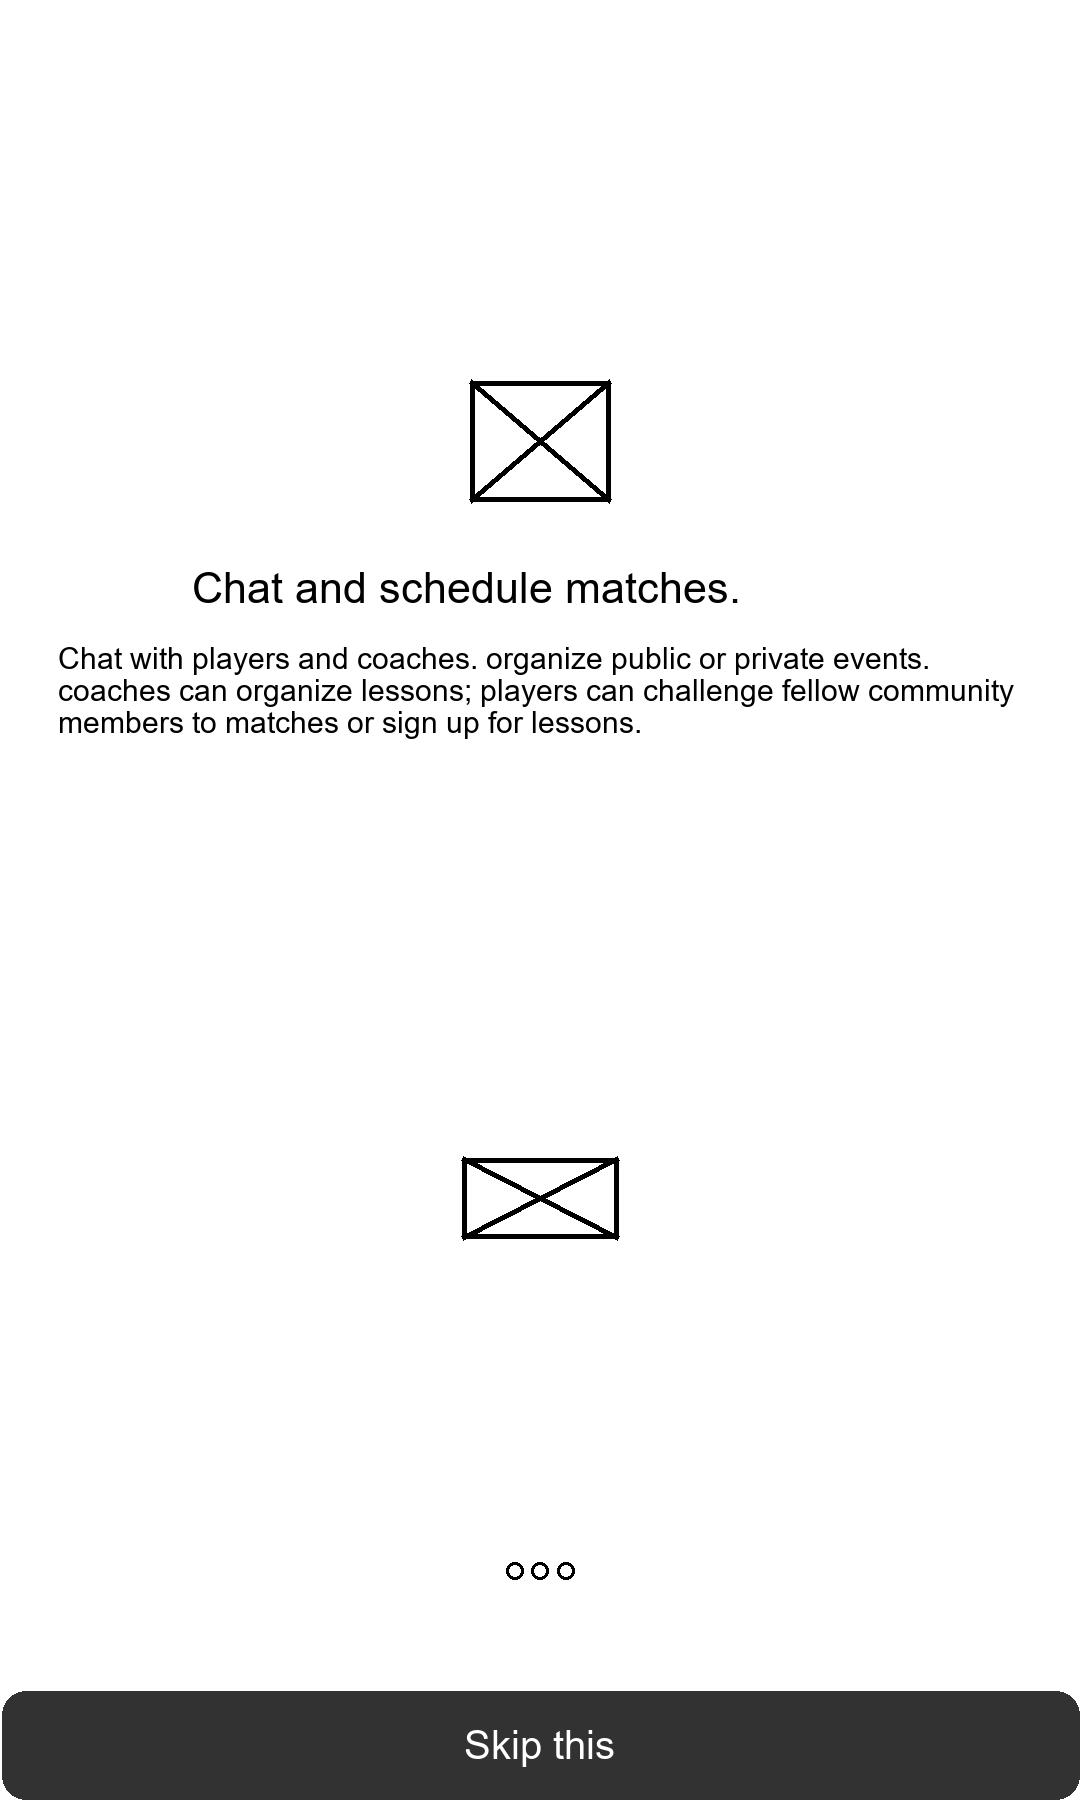 Chat and schedule matches.
Chat with players and coaches. organize public or private events.
coaches can organize lessons; players can challenge fellow community
members to matches or sign up for lessons.
Skip this